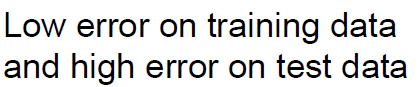 Low error on training data
and high error on test data